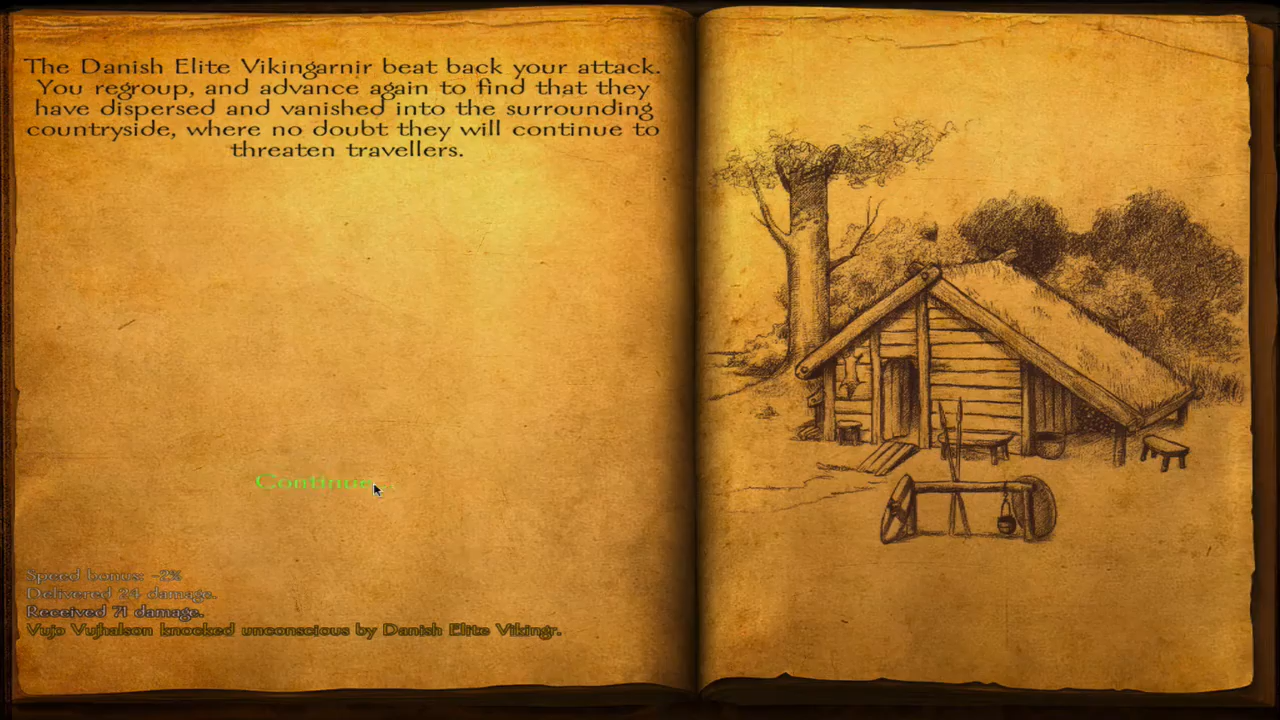 The Danish Elite Vikingarnir beat back your attack.
You regroup, and advance again to find that they
have dispersed and vanished into the surrounding
countryside, where no doubt they will continue to
threaten travellers.
Continue...
Speed bonus: -2%
Delivered 24 damage.
Received 71 damage.
Vujo Vujhalson knocked unconscious by Danish Elite Vikingr.